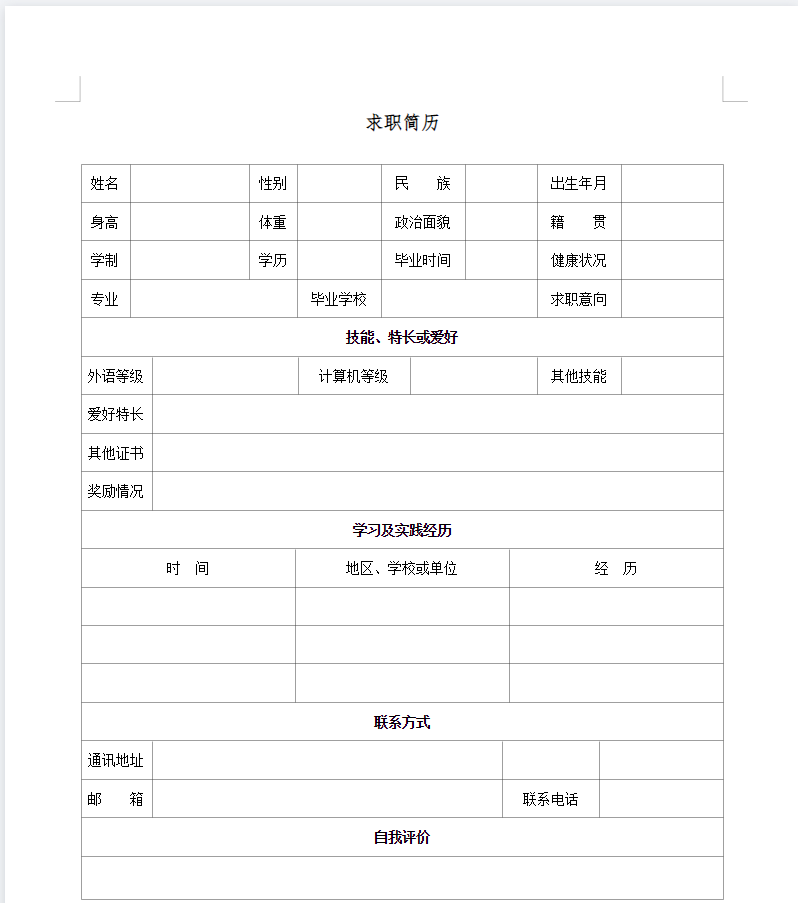 求职简历
姓名 性别 民 族 出生年月
身高 体重 政治面貌 籍 贯
学制 学历 毕业时间 健康状况
专业 毕业学校 求职意向
技能、特长或爱好
外语等级 计算机等级 其他技能
爱好特长
其他证书
奖励情况
学习及实践经历
时 间 地区、学校或单位 经 历
联系方式
通讯地址
邮 箱 联系电话
自我评价